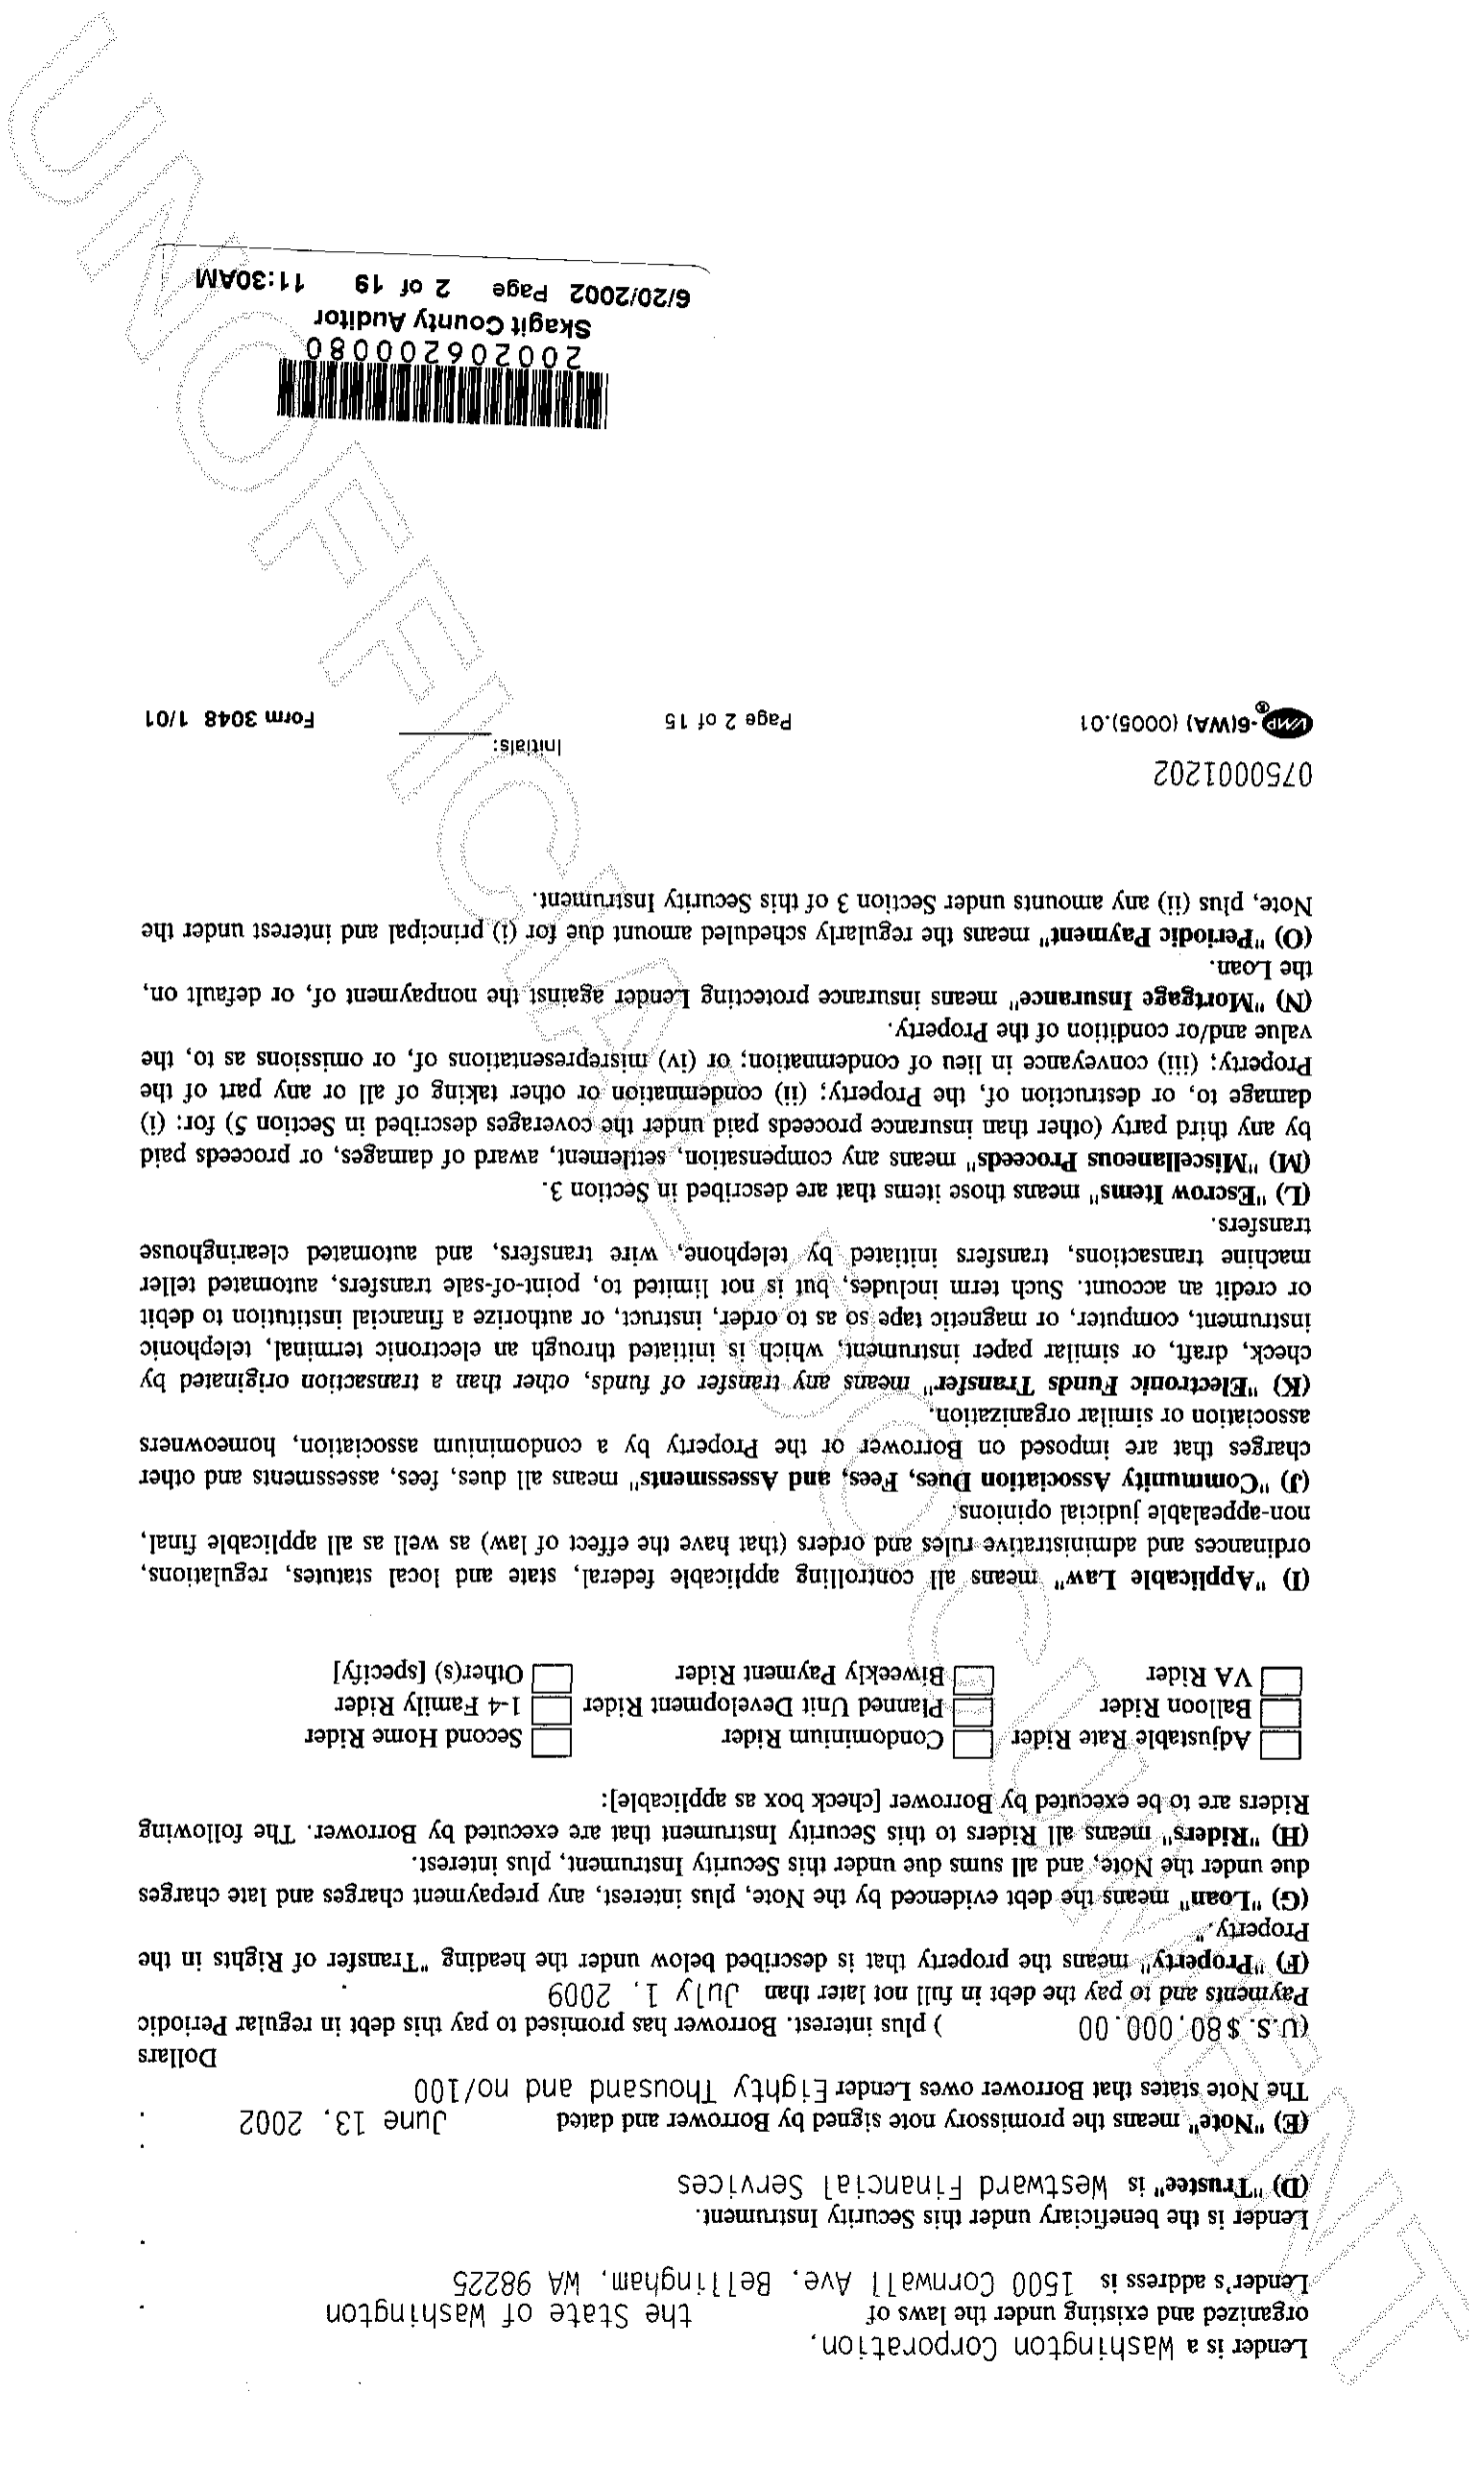 Lender is a Washington Corporation,
organized and existing under the laws of the State of Washington .
Lender's address is 1500 Cornwall Ave. Bellingham, WA 98225
.
Lender is the beneficiary under this Security Instrument.
(D) "Trustee" is Westward Financial Services
.
(E) "Note" means the promissory note signed by Borrower and dated June 13, 2002 .
The Note states that Borrower owes Lender Eighty Thousand and no/100
Dollars
(U.S. $80,000.00 ) plus interest. Borrower has promised to pay this debt in regular Periodic
Payments and to pay the debt in full not later than July 1, 2009 .
(F) "Property" means the property that is described below under the heading "Transfer of Rights in the
Property."
(G) "Loan" means the debt evidenced by the Note, plus interest, any prepayment charges and late charges
due under the Note, and all sums due under this Security Instrument, plus interest.
(H) "Riders" means all Riders to this Security Instrument that are executed by Borrower. The following
Riders are to be executed by Borrower [check box as applicable]:
Adjustable Rate Rider Condominium Rider Second Home Rider
Balloon Rider Planned Unit Development Rider 1-4 Family Rider
VA Rider Biweekly Payment Rider Other(s) [specify]
(I) "Applicable Law" means all controlling applicable federal, state and local statutes, regulations,
ordinances and administrative rules and orders (that have the effect of law) as well as all applicable final,
non-appealable judicial opinions.
(J) "Community Association Dues, Fees, and Assessments" means all dues, fees, assessments and other
charges that are imposed on Borrower or the Property by a condominium association, homeowners
association or similar organization.
(K) "Electronic Funds Transfer" means any transfer of funds, other than a transaction originated by
check, draft, or similar paper instrument, which is initiated through an electronic terminal, telephonic
instrument, computer, or magnetic tape so as to order, instruct, or authorize a financial institution to debit
or credit an account. Such term includes, but is not limited to, point-of-sale transfers, automated teller
machine transactions, transfers initiated by telephone, wire transfers, and automated clearinghouse
transfers.
(L) "Escrow Items" means those items that are described in Section 3.
(M) "Miscellaneous Proceeds" means any compensation, settlement, award of damages, or proceeds paid
by any third party (other than insurance proceeds paid under the coverages described in Section 5) for: (i)
damage to, or destruction of, the Property; (ii) condemnation or other taking of all or any part of the
Property; (iii) conveyance in lieu of condemnation; or (iv) misrepresentations of, or omissions as to, the
value and/or condition of the Property.
(N) "Mortgage Insurance" means insurance protecting Lender against the nonpayment of, or default on,
the Loan.
(O) "Periodic Payment" means the regularly scheduled amount due for (i) principal and interest under the
Note, plus (ii) any amounts under Section 3 of this Security Instrument.
0750001202
Initials:
VMP ®-6(WA) (0005).01 Page 2 of 15 Form 3048 1/01
200206200080
Skagit County Auditor
6/20/2002 Page 2 of 19 11:30AM
UNOFFICIAL DOCUMENT